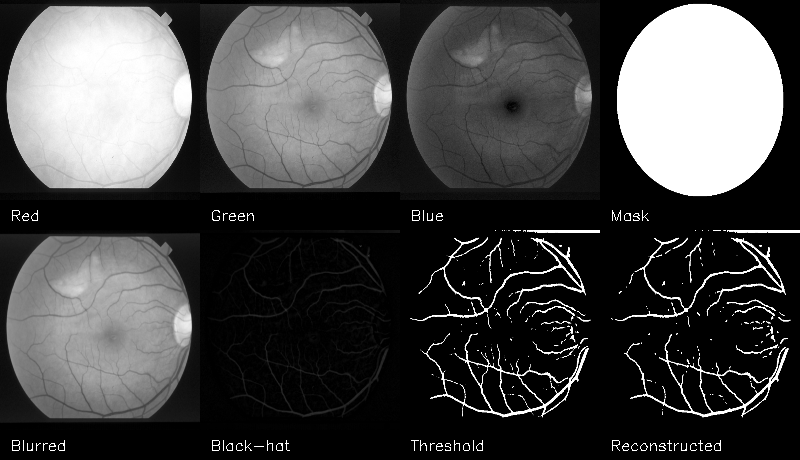 Red
Green
Blue
Mask
Blurred
Black-hat
Threshold
Reconstructed